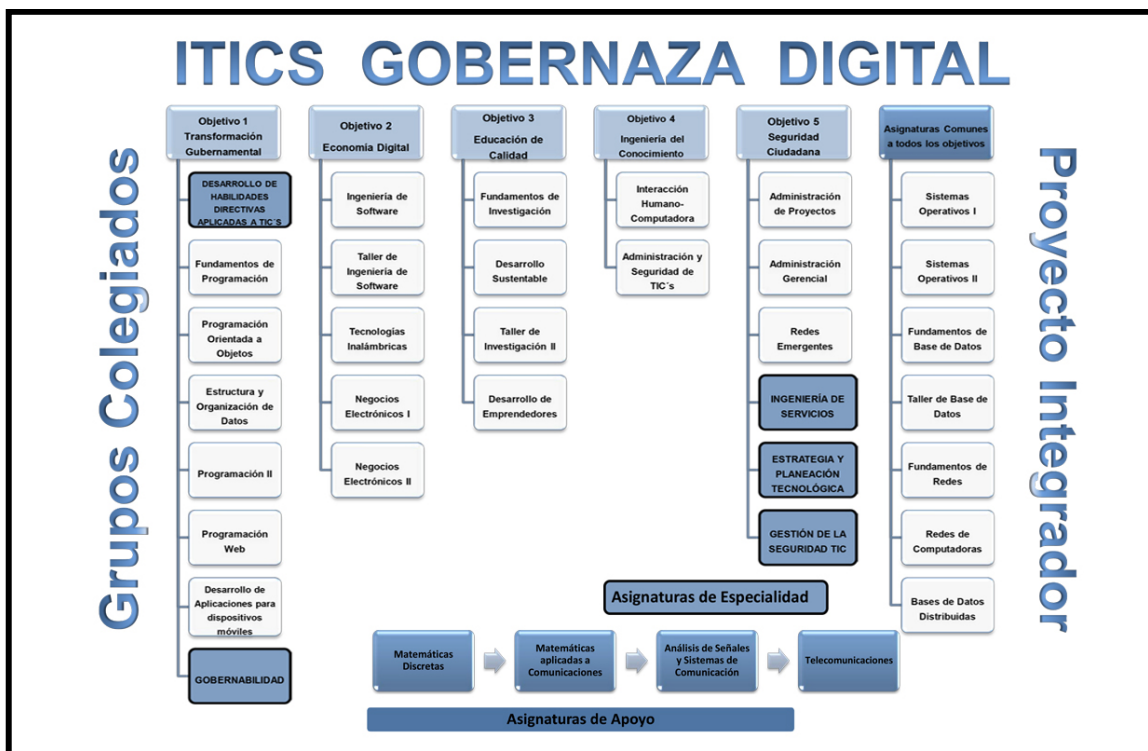 ITICS GOBERNAZA DIGITAL
Grupos Colegiados
Objetivo 1
Transformación
Gubernamental
DESARROLLO DE
HABILIDADES
DIRECTIVAS
APLICADAS A TIC´S
Fundamentos de
Programación
Programación
Orientada a
Objetos
Estructura y
Organización de
Datos
Programación II
Programación
Web
Desarrollo de
Aplicaciones para
dispositivos
móviles
GOBERNABILIDAD
Objetivo 2
Economía Digital
Ingeniería de
Software
Taller de
Ingeniería de
Software
Tecnologías
Inalámbricas
Negocios
Electrónicos I
Negocios
Electrónicos II
Objetivo 3
Educación de
Calidad
Fundamentos de
Investigación
Desarrollo
Sustentable
Taller de
Investigación II
Desarrollo de
Emprendedores
Objetivo 4
Ingeniería del
Conocimiento
Interacción
Humano-
Computadora
Administración y
Seguridad de
TIC´s
Objetivo 5
Seguridad
Ciudadana
Administración
de Proyectos
Administración
Gerencial
Redes
Emergentes
INGENIERÍA DE
SERVICIOS
ESTRATEGIA Y
PLANEACIÓN
TECNOLÓGICA
GESTIÓN DE LA
SEGURIDAD TIC
Asignaturas Comunes
a todos los objetivos
Sistemas
Operativos I
Sistemas
Operativos II
Fundamentos de
Base de Datos
Taller de Base de
Datos
Fundamentos de
Redes
Redes de
Computadoras
Bases de Datos
Distribuidas
Proyecto Integrador
Asignaturas de Especialidad
Matemáticas
Discretas
Matemáticas
aplicadas a
Comunicaciones
Análisis de Señales
y Sistemas de
Comunicación
Telecomunicaciones
Asignaturas de Apoyo